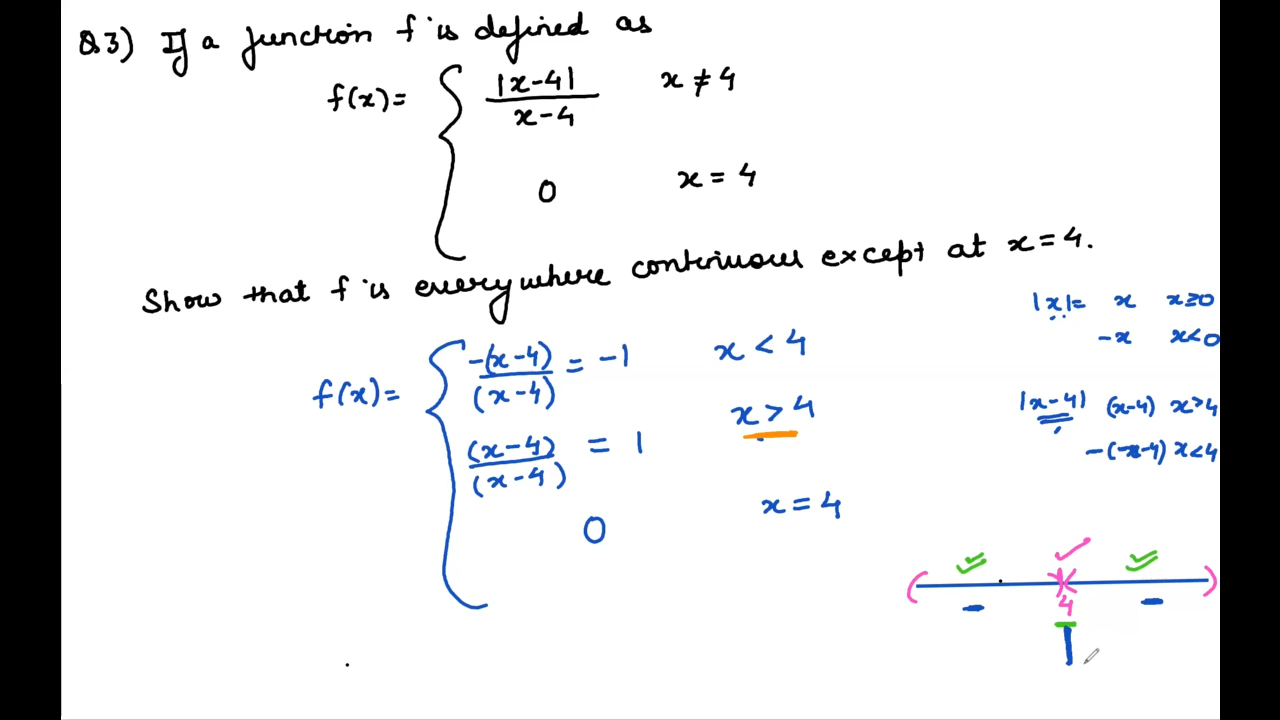 Q.3) If a function f is defined as
f(x) = { |x-4| / x-4    x ≠ 4
0    x = 4
Show that f is everywhere continuous except at x = 4.
|x| = x    x ≥ 0
-x    x < 0
f(x) = { -(x-4) / (x-4) = -1    x < 4
(x-4) / (x-4) = 1    x > 4
0    x = 4
|x-4|    (x-4)    x > 4
-(-x-4)    x < 4
4